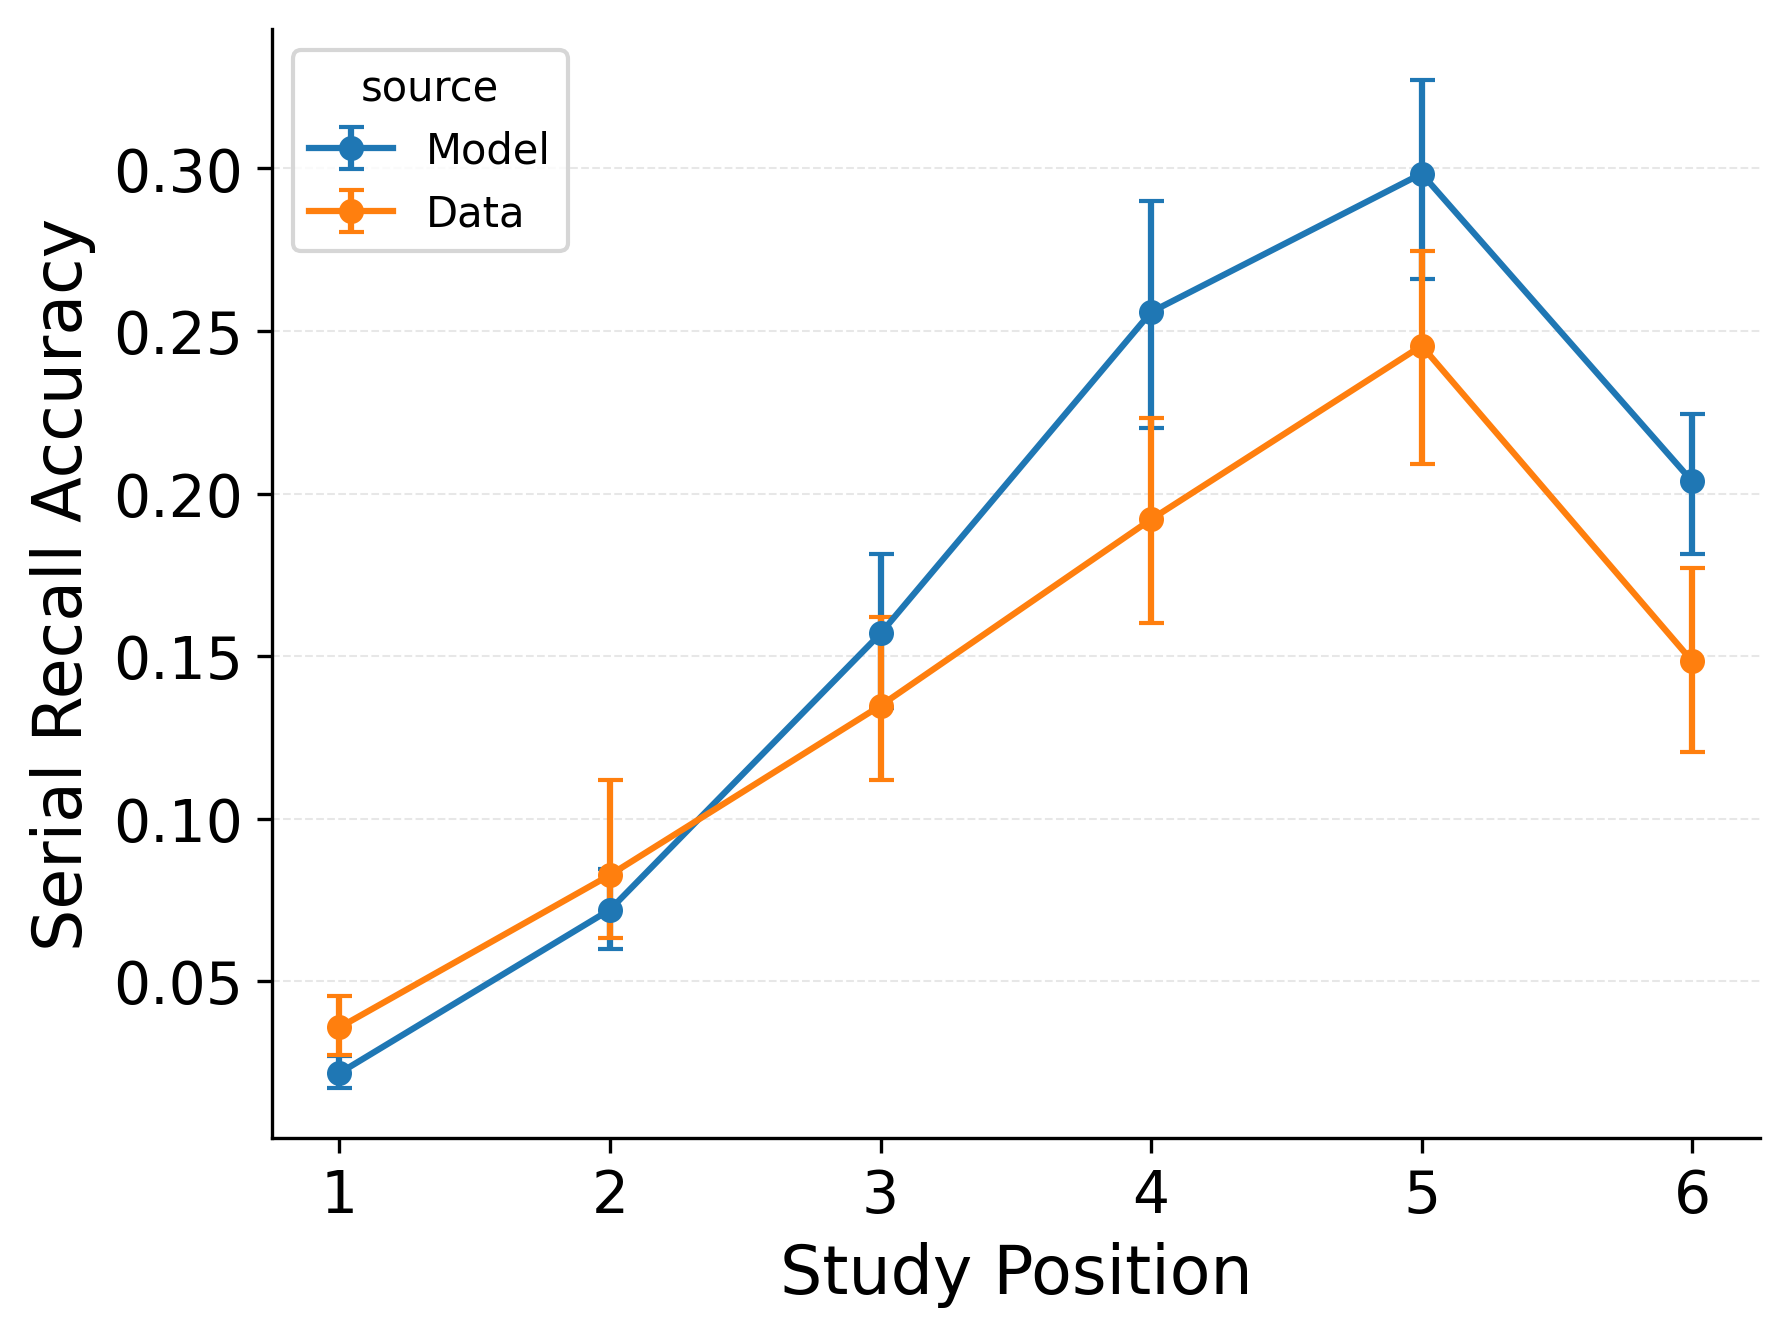 source
Model
Data
Serial Recall Accuracy
0.30
0.25
0.20
0.15
0.10
0.05
1 2 3 4 5 6
Study Position